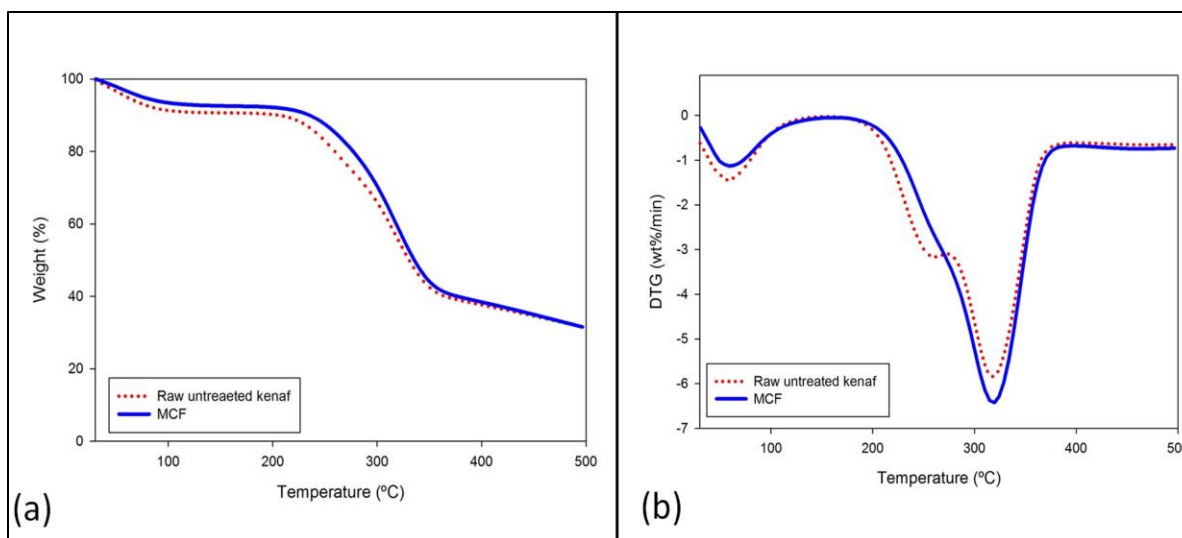 100
80
60
40
20
0
Weight (%)
100
200
300
400
500
Temperature (ºC)
Raw untreaeted kenaf
MCF
(a)
0
-1
-2
-3
-4
-5
-6
-7
DTG (wt%/min)
100
200
300
400
50
Temperature (ºC)
Raw untreated kenaf
MCF
(b)